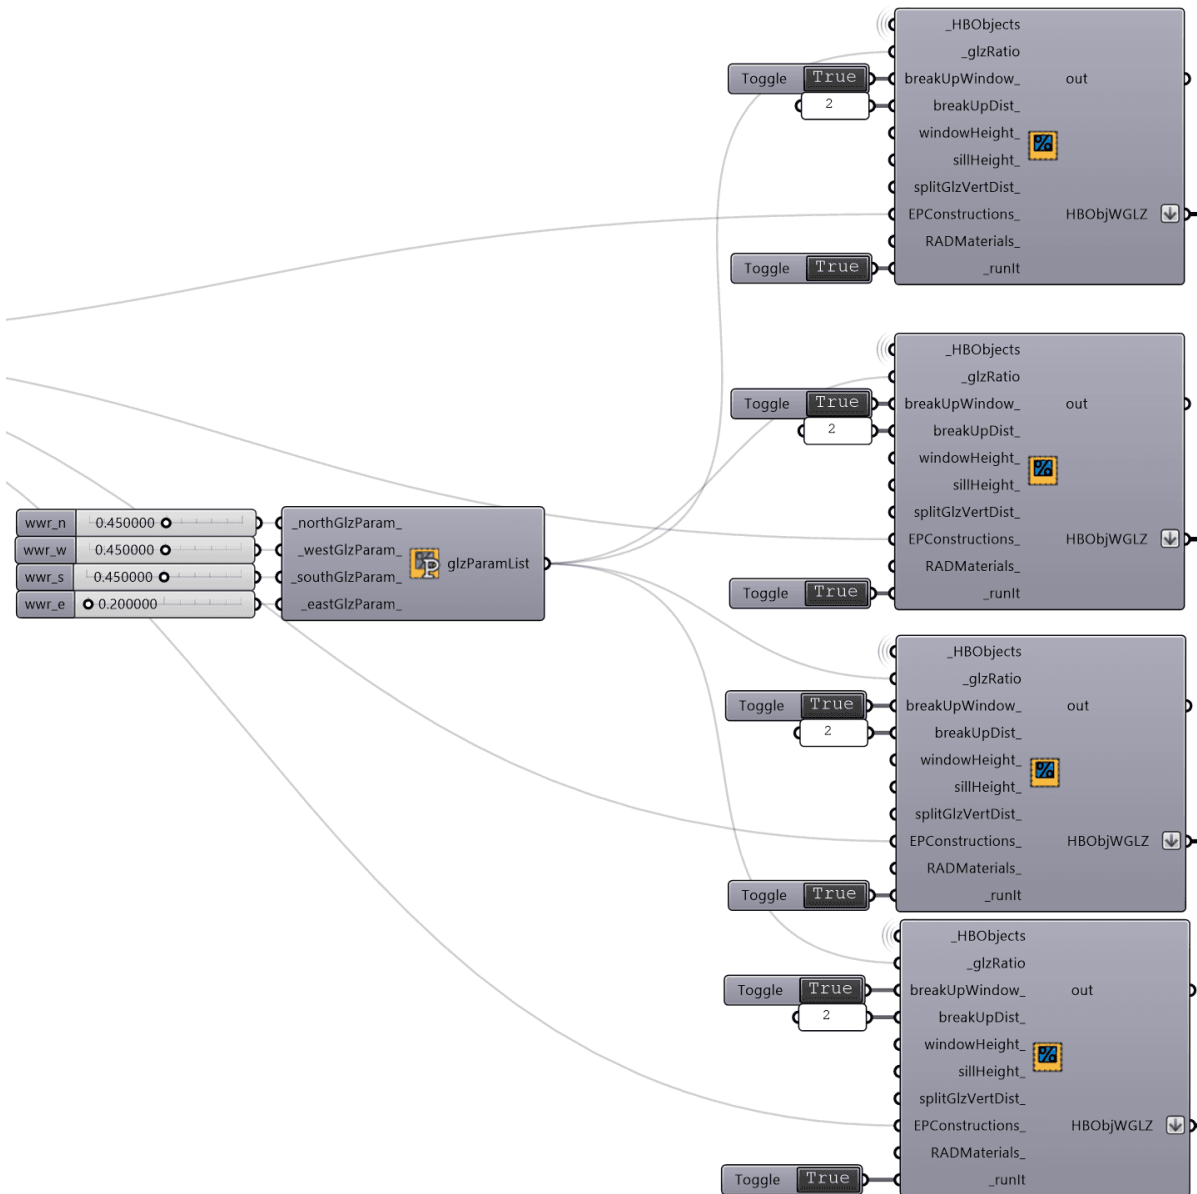 _HBObjects
_glzRatio
Toggle True breakUpWindow_ out
2 breakUpDist_
windowHeight_
sillHeight_
splitGlzVertDist_
EPConstructions_ HBObjWGLZ
RADMaterials_
Toggle True _runIt
_HBObjects
_glzRatio
Toggle True breakUpWindow_ out
2 breakUpDist_
windowHeight_
sillHeight_
splitGlzVertDist_
EPConstructions_ HBObjWGLZ
RADMaterials_
Toggle True _runIt
wwr_n 0.450000 _northGlzParam_
wwr_w 0.450000 _westGlzParam_
P glzParamList
wwr_s 0.450000 _southGlzParam_
wwr_e 0.200000 _eastGlzParam_
_HBObjects
_glzRatio
Toggle True breakUpWindow_ out
2 breakUpDist_
windowHeight_
sillHeight_
splitGlzVertDist_
EPConstructions_ HBObjWGLZ
RADMaterials_
Toggle True _runIt
_HBObjects
_glzRatio
Toggle True breakUpWindow_ out
2 breakUpDist_
windowHeight_
sillHeight_
splitGlzVertDist_
EPConstructions_ HBObjWGLZ
RADMaterials_
Toggle True _runIt